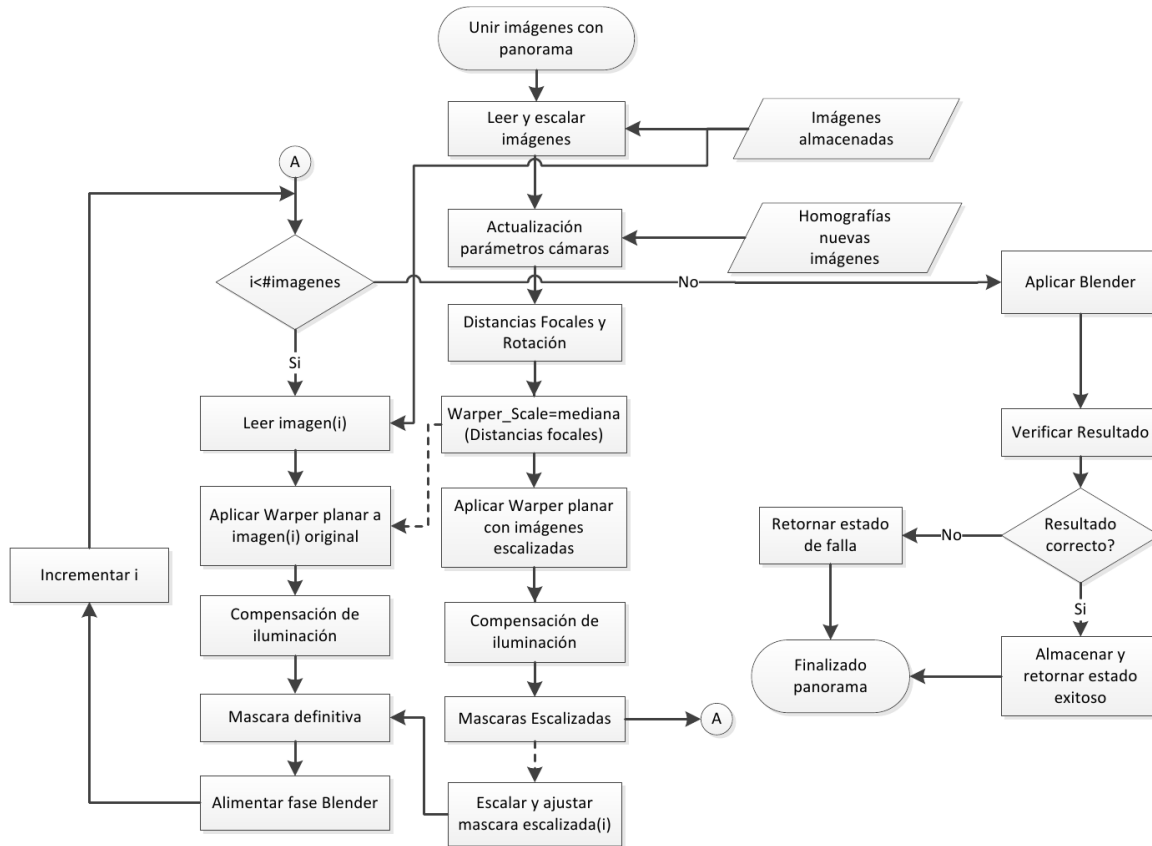 Unir imágenes con
panorama
Leer y escalar
imágenes
Imágenes
almacenadas
A
Actualización
parámetros cámaras
Homografías
nuevas
imágenes
i<#imagenes
No
Aplicar Blender
Distancias Focales y
Rotación
Si
Leer imagen(i)
Warper_Scale=mediana
(Distancias focales)
Verificar Resultado
Aplicar Warper planar a
imagen(i) original
Aplicar Warper planar
con imágenes
escalizadas
Retornar estado
de falla
No
Resultado
correcto?
Incrementar i
Si
Compensación de
iluminación
Compensación de
iluminación
Finalizado
panorama
Almacenar y
retornar estado
exitoso
Mascara definitiva
Mascaras Escalizadas
A
Alimentar fase Blender
Escalar y ajustar
mascara escalizada(i)